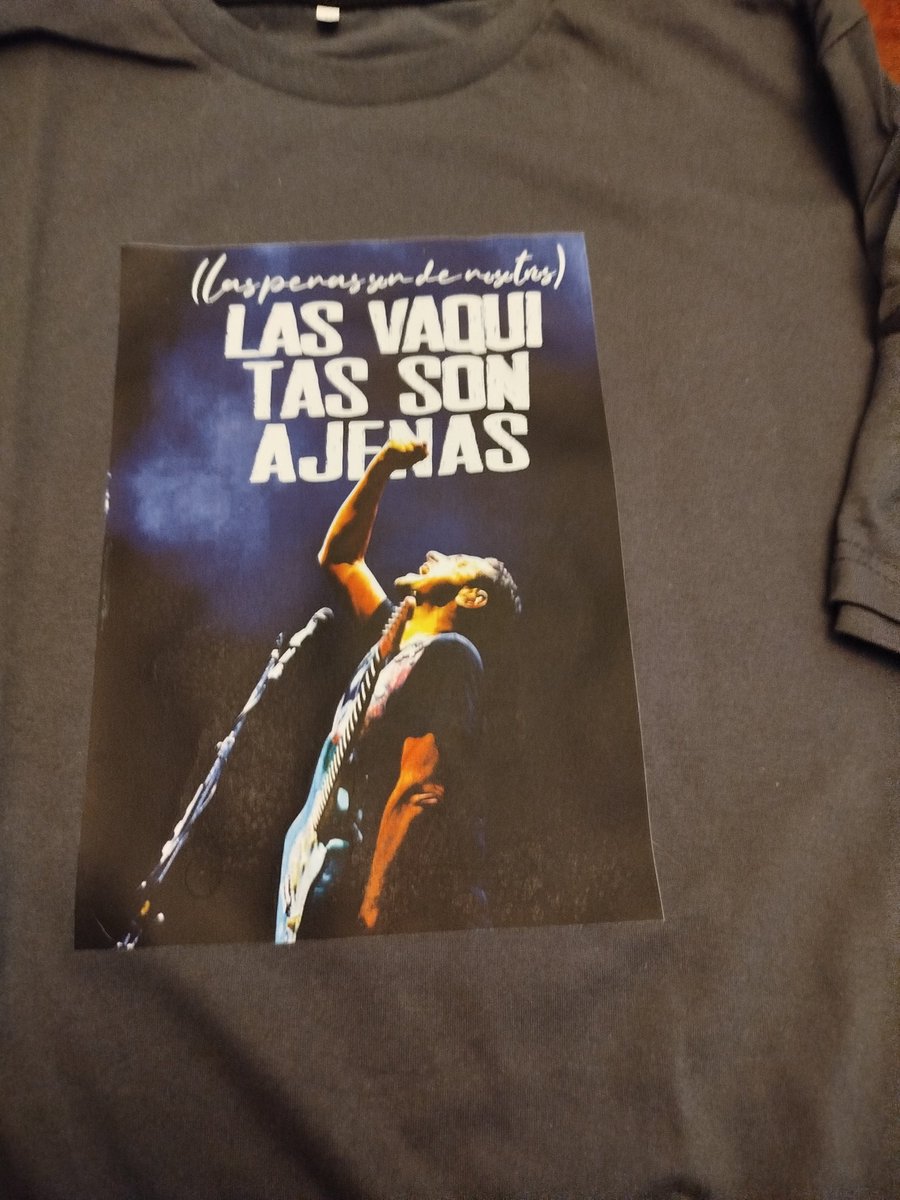 (Las penas son de nosotros)
LAS VAQUI
TAS SON
AJENAS